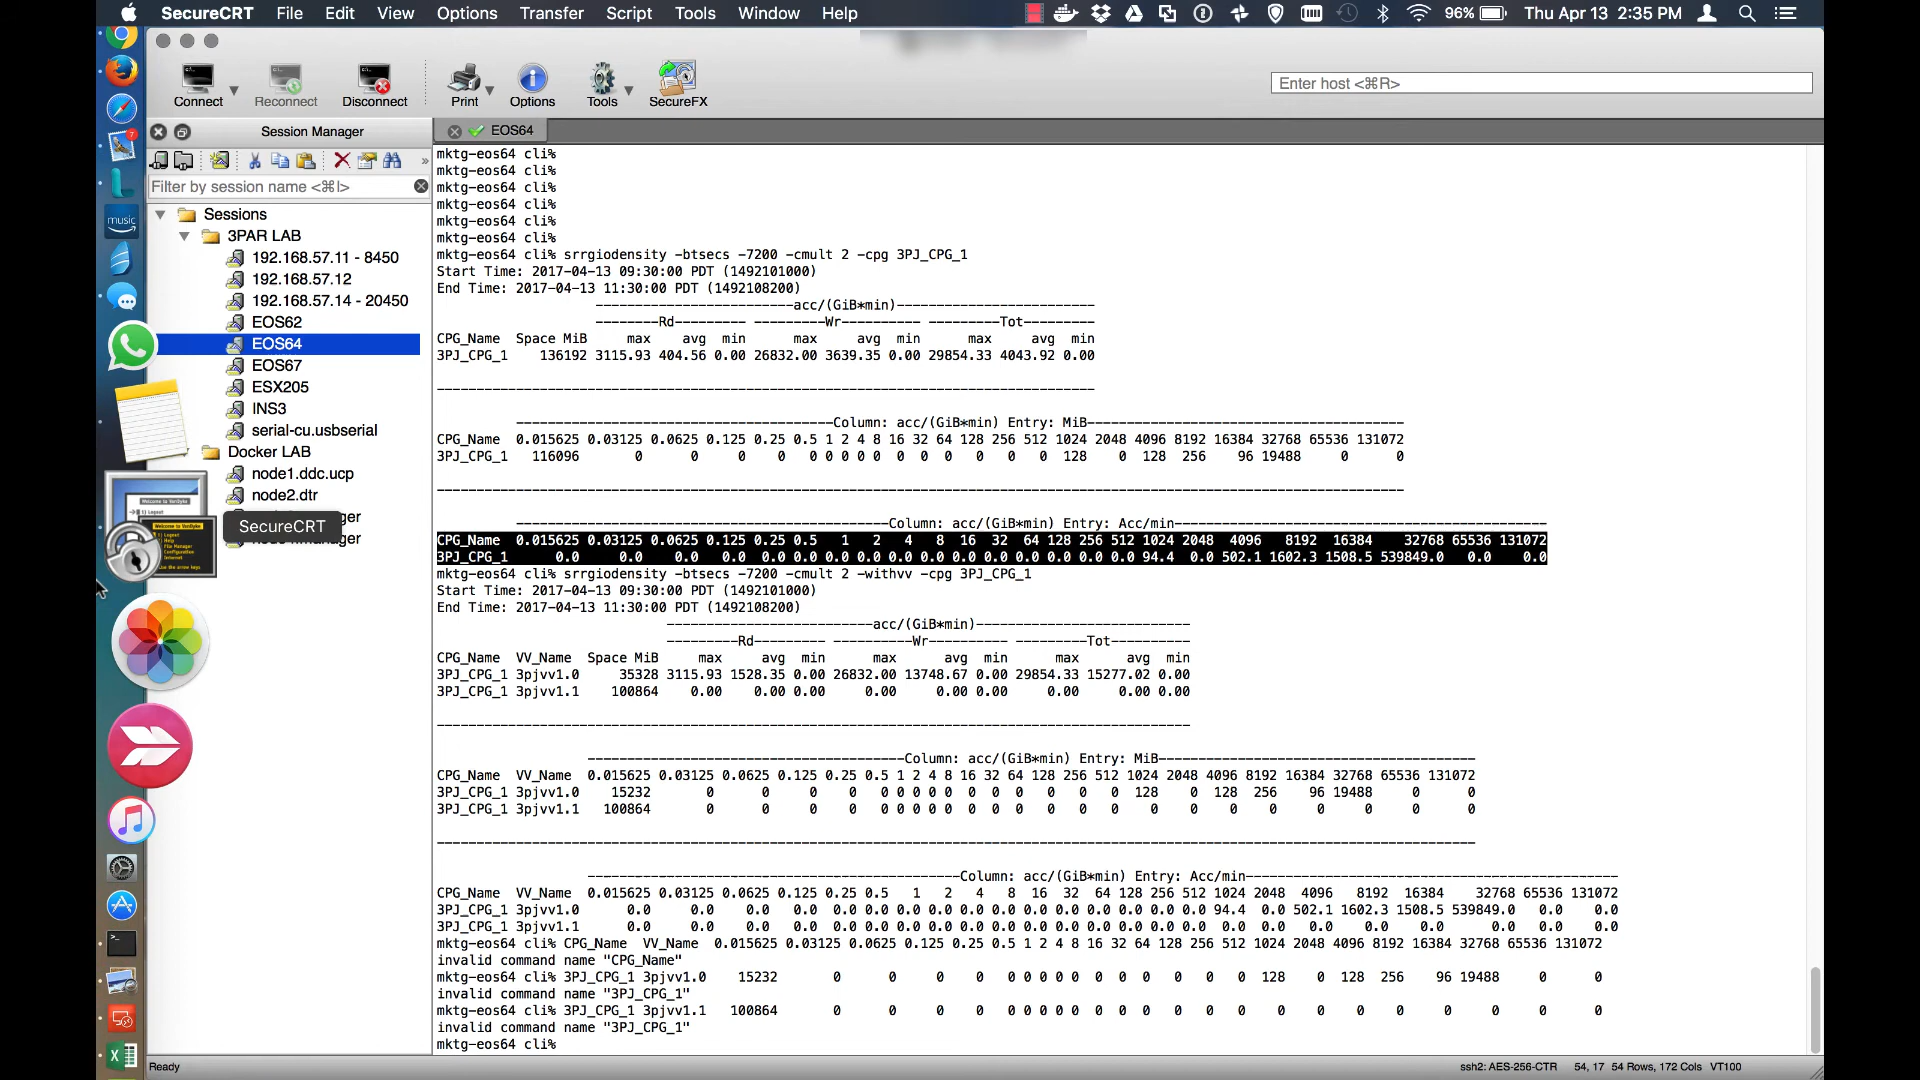 SecureCRT File Edit View Options Transfer Script Tools Window Help 96% Thu Apr 13 2:35 PM
Connect Reconnect Disconnect Print Options Tools SecureFX Enter host <⌘R>
Session Manager
EOS64
Filter by session name <⌘I>
Sessions
3PAR LAB
192.168.57.11 - 8450
192.168.57.12
192.168.57.14 - 20450
EOS62
EOS64
EOS67
ESX205
INS3
serial-cu.usbserial
Docker LAB
node1.ddc.ucp
node2.dtr
SecureCRT
music
mktg-eos64 cli%
mktg-eos64 cli%
mktg-eos64 cli%
mktg-eos64 cli%
mktg-eos64 cli%
mktg-eos64 cli%
mktg-eos64 cli% srrgiodensity -btsecs -7200 -cmult 2 -cpg 3PJ_CPG_1
Start Time: 2017-04-13 09:30:00 PDT (1492101000)
End Time: 2017-04-13 11:30:00 PDT (1492108200)
-------------------------acc/(GiB*min)-------------------------
--------Rd--------- ---------Wr---------- ---------Tot---------
CPG_Name Space MiB max avg min max avg min max avg min
3PJ_CPG_1 136192 3115.93 404.56 0.00 26832.00 3639.35 0.00 29854.33 4043.92 0.00
-----------------------------------------------------------------------------------
----------------------------------------Column: acc/(GiB*min) Entry: MiB----------------------------------------
CPG_Name 0.015625 0.03125 0.0625 0.125 0.25 0.5 1 2 4 8 16 32 64 128 256 512 1024 2048 4096 8192 16384 32768 65536 131072
3PJ_CPG_1 116096 0 0 0 0 0 0 0 0 0 0 0 0 0 0 0 128 0 128 256 96 19488 0 0
--------------------------------------------------------------------------------------------------------------------------
-----------------------------------------------Column: acc/(GiB*min) Entry: Acc/min-----------------------------------------------
CPG_Name 0.015625 0.03125 0.0625 0.125 0.25 0.5 1 2 4 8 16 32 64 128 256 512 1024 2048 4096 8192 16384 32768 65536 131072
3PJ_CPG_1 0.0 0.0 0.0 0.0 0.0 0.0 0.0 0.0 0.0 0.0 0.0 0.0 0.0 0.0 0.0 0.0 94.4 0.0 502.1 1602.3 1508.5 539849.0 0.0 0.0
mktg-eos64 cli% srrgiodensity -btsecs -7200 -cmult 2 -withvv -cpg 3PJ_CPG_1
Start Time: 2017-04-13 09:30:00 PDT (1492101000)
End Time: 2017-04-13 11:30:00 PDT (1492108200)
--------------------------acc/(GiB*min)---------------------------
---------Rd--------- ----------Wr---------- ---------Tot----------
CPG_Name VV_Name Space MiB max avg min max avg min max avg min
3PJ_CPG_1 3pjvv1.0 35328 3115.93 1528.35 0.00 26832.00 13748.67 0.00 29854.33 15277.02 0.00
3PJ_CPG_1 3pjvv1.1 100864 0.00 0.00 0.00 0.00 0.00 0.00 0.00 0.00 0.00
-----------------------------------------------------------------------------------------------
----------------------------------------Column: acc/(GiB*min) Entry: MiB----------------------------------------
CPG_Name VV_Name 0.015625 0.03125 0.0625 0.125 0.25 0.5 1 2 4 8 16 32 64 128 256 512 1024 2048 4096 8192 16384 32768 65536 131072
3PJ_CPG_1 3pjvv1.0 15232 0 0 0 0 0 0 0 0 0 0 0 0 0 0 0 128 0 128 256 96 19488 0 0
3PJ_CPG_1 3pjvv1.1 100864 0 0 0 0 0 0 0 0 0 0 0 0 0 0 0 0 0 0 0 0 0 0 0
-----------------------------------------------------------------------------------------------------------------------------------
-----------------------------------------------Column: acc/(GiB*min) Entry: Acc/min-----------------------------------------------
CPG_Name VV_Name 0.015625 0.03125 0.0625 0.125 0.25 0.5 1 2 4 8 16 32 64 128 256 512 1024 2048 4096 8192 16384 32768 65536 131072
3PJ_CPG_1 3pjvv1.0 0.0 0.0 0.0 0.0 0.0 0.0 0.0 0.0 0.0 0.0 0.0 0.0 0.0 0.0 0.0 0.0 94.4 0.0 502.1 1602.3 1508.5 539849.0 0.0 0.0
3PJ_CPG_1 3pjvv1.1 0.0 0.0 0.0 0.0 0.0 0.0 0.0 0.0 0.0 0.0 0.0 0.0 0.0 0.0 0.0 0.0 0.0 0.0 0.0 0.0 0.0 0.0 0.0 0.0
mktg-eos64 cli% CPG_Name VV_Name 0.015625 0.03125 0.0625 0.125 0.25 0.5 1 2 4 8 16 32 64 128 256 512 1024 2048 4096 8192 16384 32768 65536 131072
invalid command name "CPG_Name"
mktg-eos64 cli% 3PJ_CPG_1 3pjvv1.0 15232 0 0 0 0 0 0 0 0 0 0 0 0 0 0 0 128 0 128 256 96 19488 0 0
invalid command name "3PJ_CPG_1"
mktg-eos64 cli% 3PJ_CPG_1 3pjvv1.1 100864 0 0 0 0 0 0 0 0 0 0 0 0 0 0 0 0 0 0 0 0 0 0 0
invalid command name "3PJ_CPG_1"
mktg-eos64 cli%
Ready ssh2: AES-256-CTR 54, 17 54 Rows, 172 Cols VT100